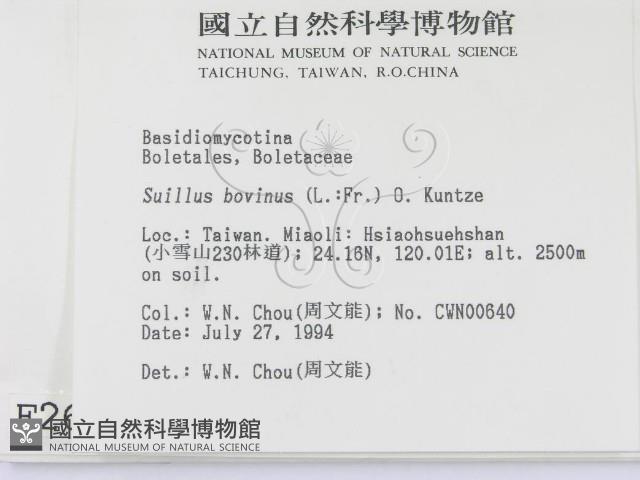 國立自然科學博物館
NATIONAL MUSEUM OF NATURAL SCIENCE
TAICHUNG, TAIWAN, R.O.CHINA
Basidiomycotina
Boletales, Boletaceae
Suillus bovinus (L.:Fr.) O. Kuntze
Loc.: Taiwan. Miaoli: Hsiaohsuehshan
(小雪山230林道); 24.16N, 120.01E; alt. 2500m
on soil.
Col.: W.N. Chou(周文能); No. CWN00640
Date: July 27, 1994
Det.: W.N. Chou(周文能)
國立自然科學博物館
NATIONAL MUSEUM OF NATURAL SCIENCE